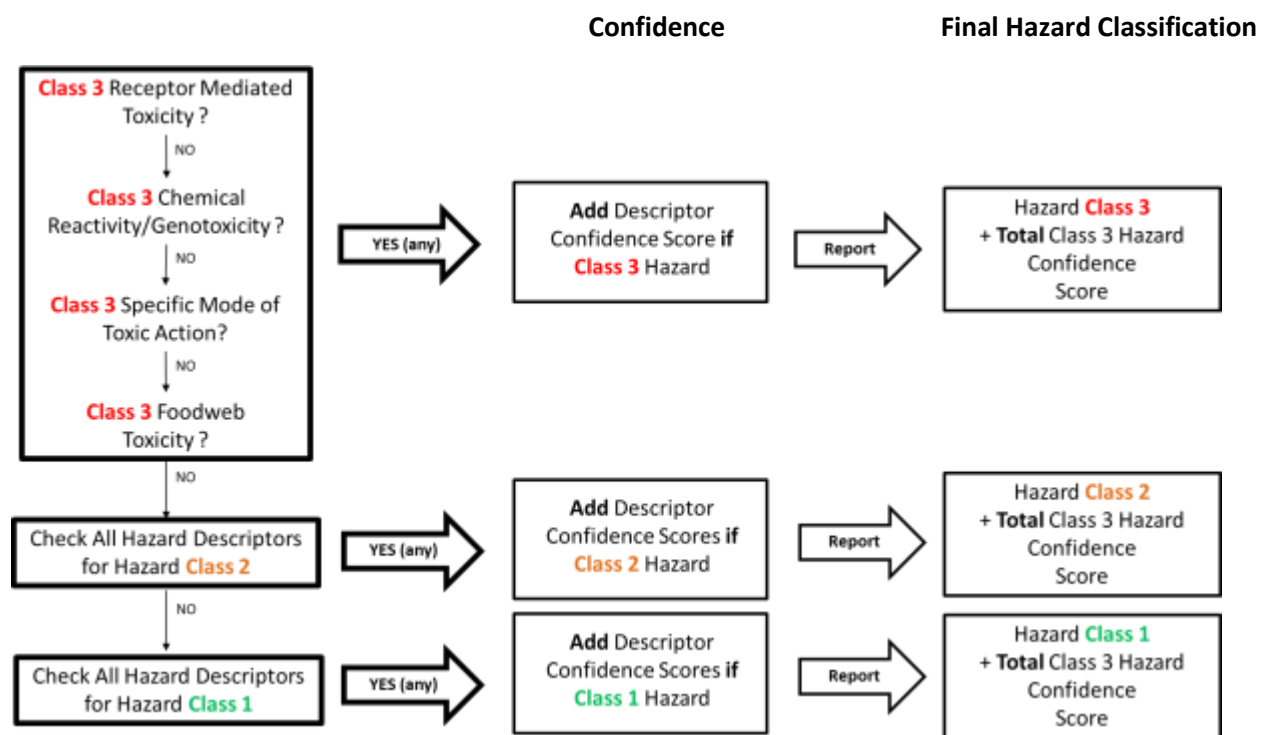 Confidence
Final Hazard Classification
Class 3 Receptor Mediated
Toxicity ?
NO
Class 3 Chemical
Reactivity/Genotoxicity ?
NO
Class 3 Specific Mode of
Toxic Action?
NO
Class 3 Foodweb
Toxicity ?
YES (any)
Add Descriptor
Confidence Score if
Class 3 Hazard
Report
Hazard Class 3
+ Total Class 3 Hazard
Confidence
Score
NO
Check All Hazard Descriptors
for Hazard Class 2
YES (any)
Add Descriptor
Confidence Scores if
Class 2 Hazard
Report
Hazard Class 2
+ Total Class 3 Hazard
Confidence
Score
NO
Check All Hazard Descriptors
for Hazard Class 1
YES (any)
Add Descriptor
Confidence Scores if
Class 1 Hazard
Report
Hazard Class 1
+ Total Class 3 Hazard
Confidence
Score